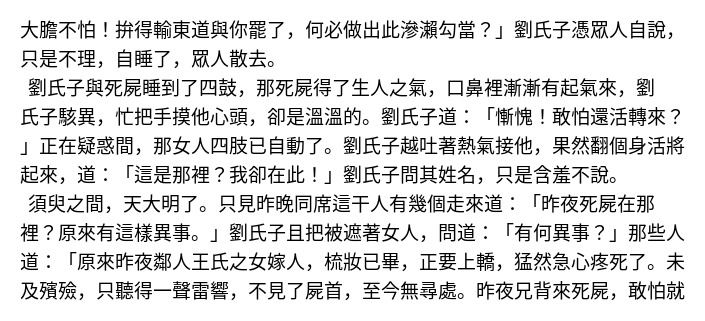 大膽不怕！拚得輸東道與你罷了，何必做出此滲瀨勾當？」劉氏子憑眾人自說，
只是不理，自睡了，眾人散去。
劉氏子與死屍睡到了四鼓，那死屍得了生人之氣，口鼻裡漸漸有起氣來，劉
氏子駭異，忙把手摸他心頭，卻是溫溫的。劉氏子道：「慚愧！敢怕還活轉來？
」正在疑惑間，那女人四肢已自動了。劉氏子越吐著熱氣接他，果然翻個身活將
起來，道：「這是那裡？我卻在此！」劉氏子問其姓名，只是含羞不說。
須臾之間，天大明了。只見昨晚同席這干人有幾個走來道：「昨夜死屍在那
裡？原來有這樣異事。」劉氏子且把被遮著女人，問道：「有何異事？」那些人
道：「原來昨夜鄰人王氏之女嫁人，梳妝已畢，正要上轎，猛然急心疼死了。未
及殯殮，只聽得一聲雷響，不見了屍首，至今無尋處。昨夜兄背來死屍，敢怕就